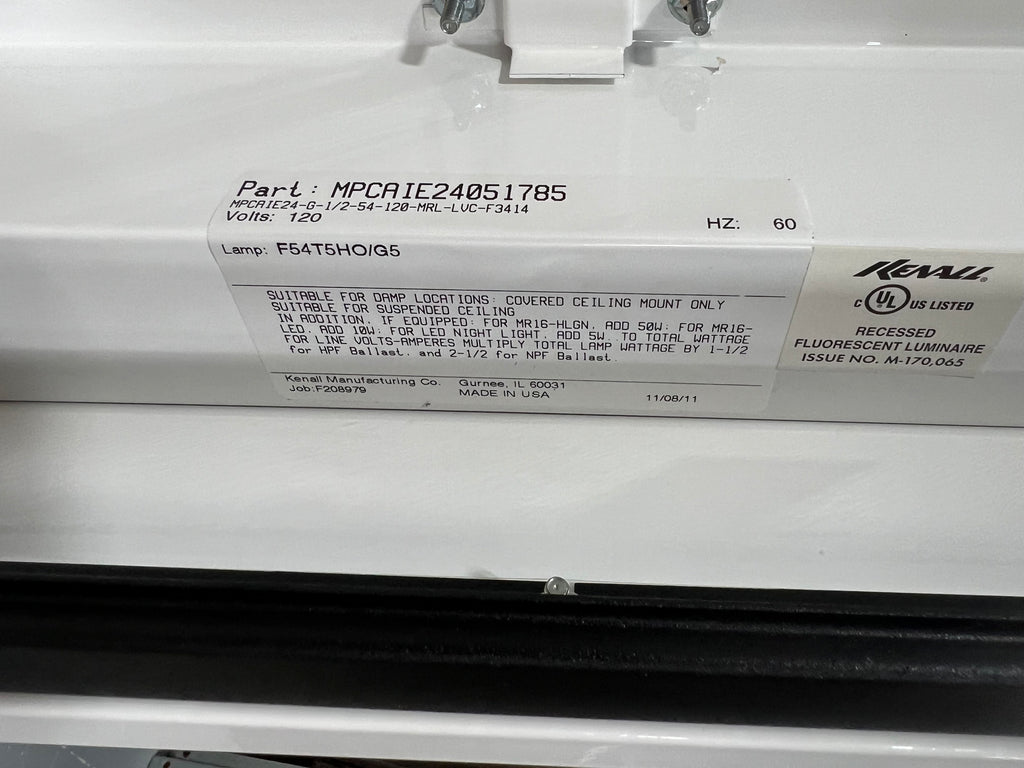 Part: MPCAIE24051785
MPCAIE24-G-1/2-54-120-MRL-LVC-F3414
Volts: 120
HZ: 60
Lamp: F54T5HO/G5
SUITABLE FOR DAMP LOCATIONS: COVERED CEILING MOUNT ONLY
SUITABLE FOR SUSPENDED CEILING
IN ADDITION, IF EQUIPPED: FOR MR16-HLGN, ADD 50W; FOR MR16-
LED, ADD 10W; FOR LED NIGHT LIGHT, ADD 5W, TO TOTAL WATTAGE
FOR LINE VOLTS-AMPERES MULTIPLY TOTAL LAMP WATTAGE BY 1-1/2
for HPF Ballast, and 2-1/2 for NPF Ballast.
Kenall Manufacturing Co. Gurnee, IL 60031
Job:F208979 MADE IN USA 11/08/11
KENALL®
C UL® US LISTED
RECESSED
FLUORESCENT LUMINAIRE
ISSUE NO. M-170,065